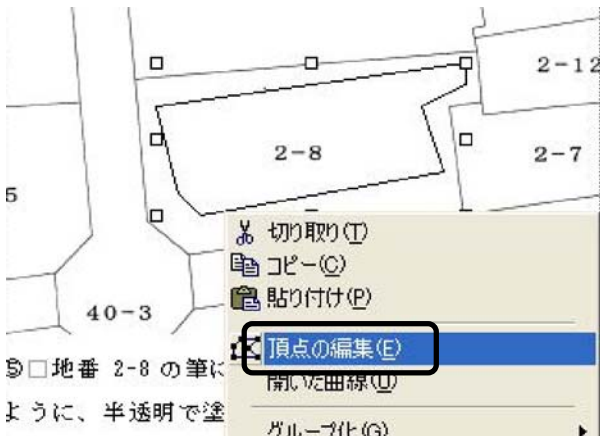 2-12
2-8
2-7
5
切り取り(T)
コピー(C)
貼り付け(P)
40-3
頂点の編集(E)
⑤□地番 2-8 の筆に
開いた曲線(U)
ように、半透明で塗
グループ化(G)